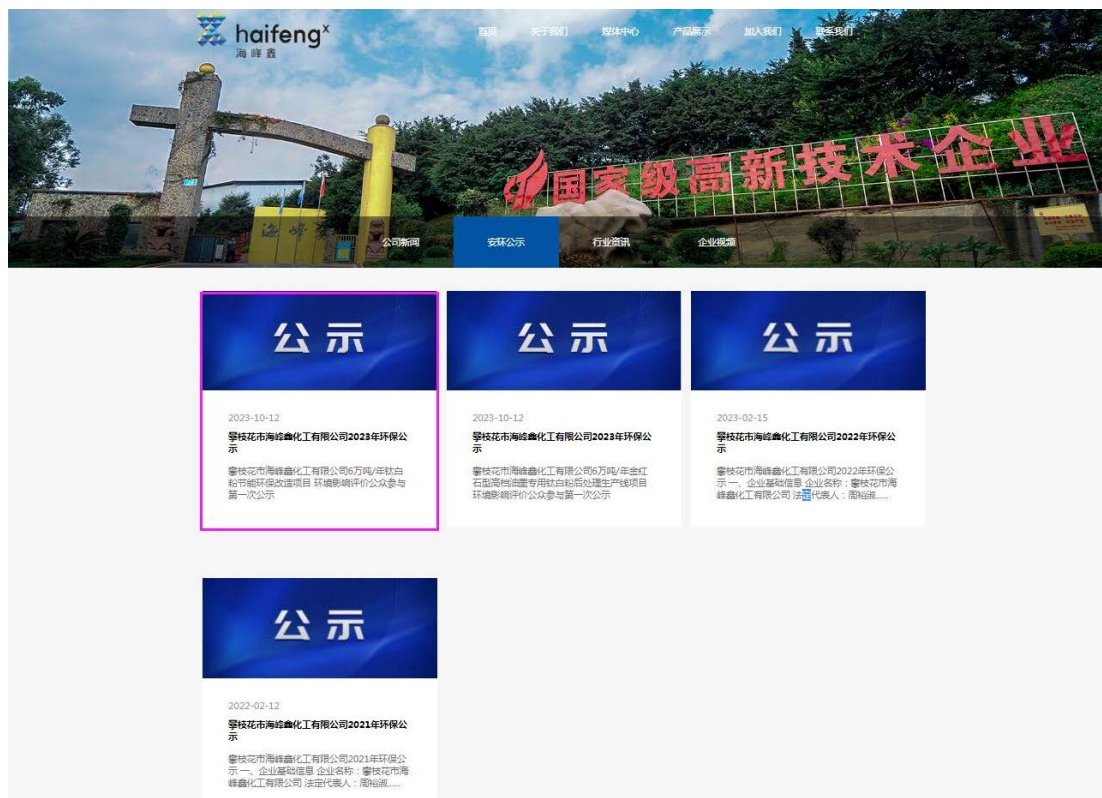 haifengˣ
海峰鑫
首页 关于我们 媒体中心 产品展示 加入我们 联系我们
国家级高新技术企业
海峰鑫
公司新闻 安环公示 行业资讯 企业视频
公示
2023-10-12
攀枝花市海峰鑫化工有限公司2023年环保公
示
攀枝花市海峰鑫化工有限公司6万吨/年钛白
粉节能环保改造项目 环境影响评价公众参与
第一次公示
公示
2023-10-12
攀枝花市海峰鑫化工有限公司2023年环保公
示
攀枝花市海峰鑫化工有限公司6万吨/年金红
石型高档油墨专用钛白粉后处理生产线项目
环境影响评价公众参与第一次公示
公示
2023-02-15
攀枝花市海峰鑫化工有限公司2022年环保公
示
攀枝花市海峰鑫化工有限公司2022年环保公
示 一、企业基础信息 企业名称：攀枝花市海
峰鑫化工有限公司 法定代表人：周裕淑......
公示
2022-02-12
攀枝花市海峰鑫化工有限公司2021年环保公
示
攀枝花市海峰鑫化工有限公司2021年环保公
示 一、企业基础信息 企业名称：攀枝花市海
峰鑫化工有限公司 法定代表人：周裕淑......